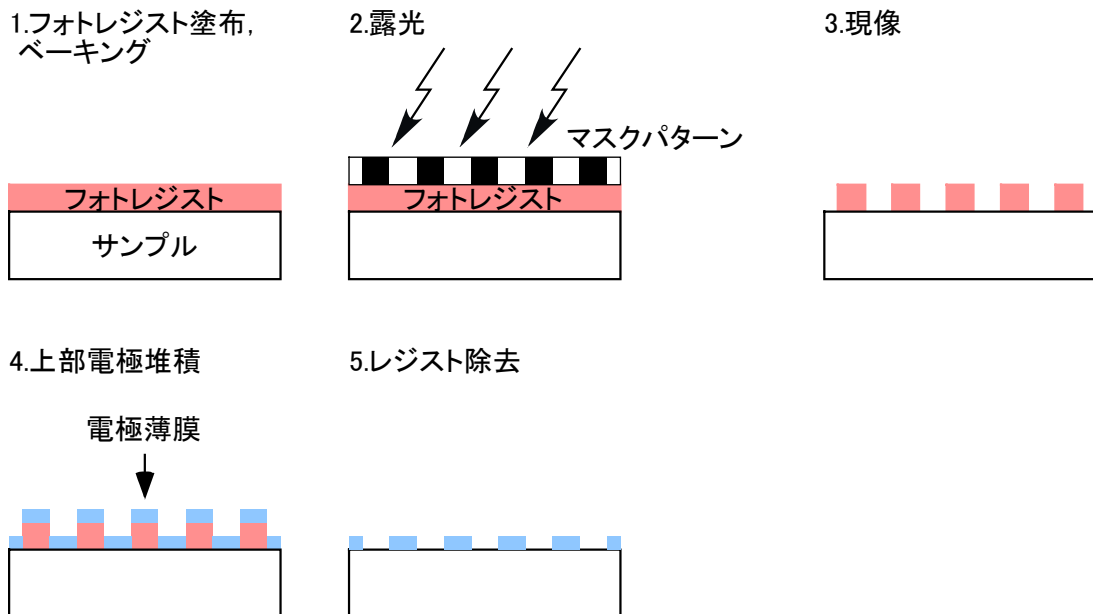 1.フォトレジスト塗布,
ベーキング
2.露光
3.現像
マスクパターン
フォトレジスト
フォトレジスト
サンプル
4.上部電極堆積
5.レジスト除去
電極薄膜